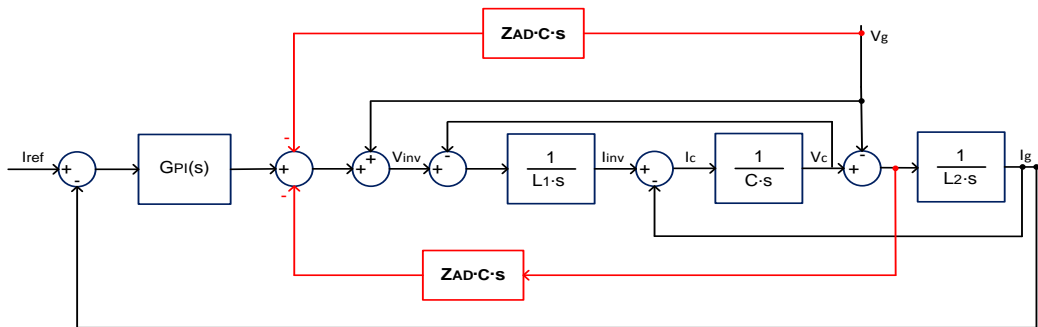 ZAD·C·s
Vg
Iref
GPI(s)
Vinv
1
L1·s
Iinv
Ic
1
C·s
Vc
1
L2·s
Ig
ZAD·C·s
+
-
-
+
-
+
+
-
+
+
-
-
+